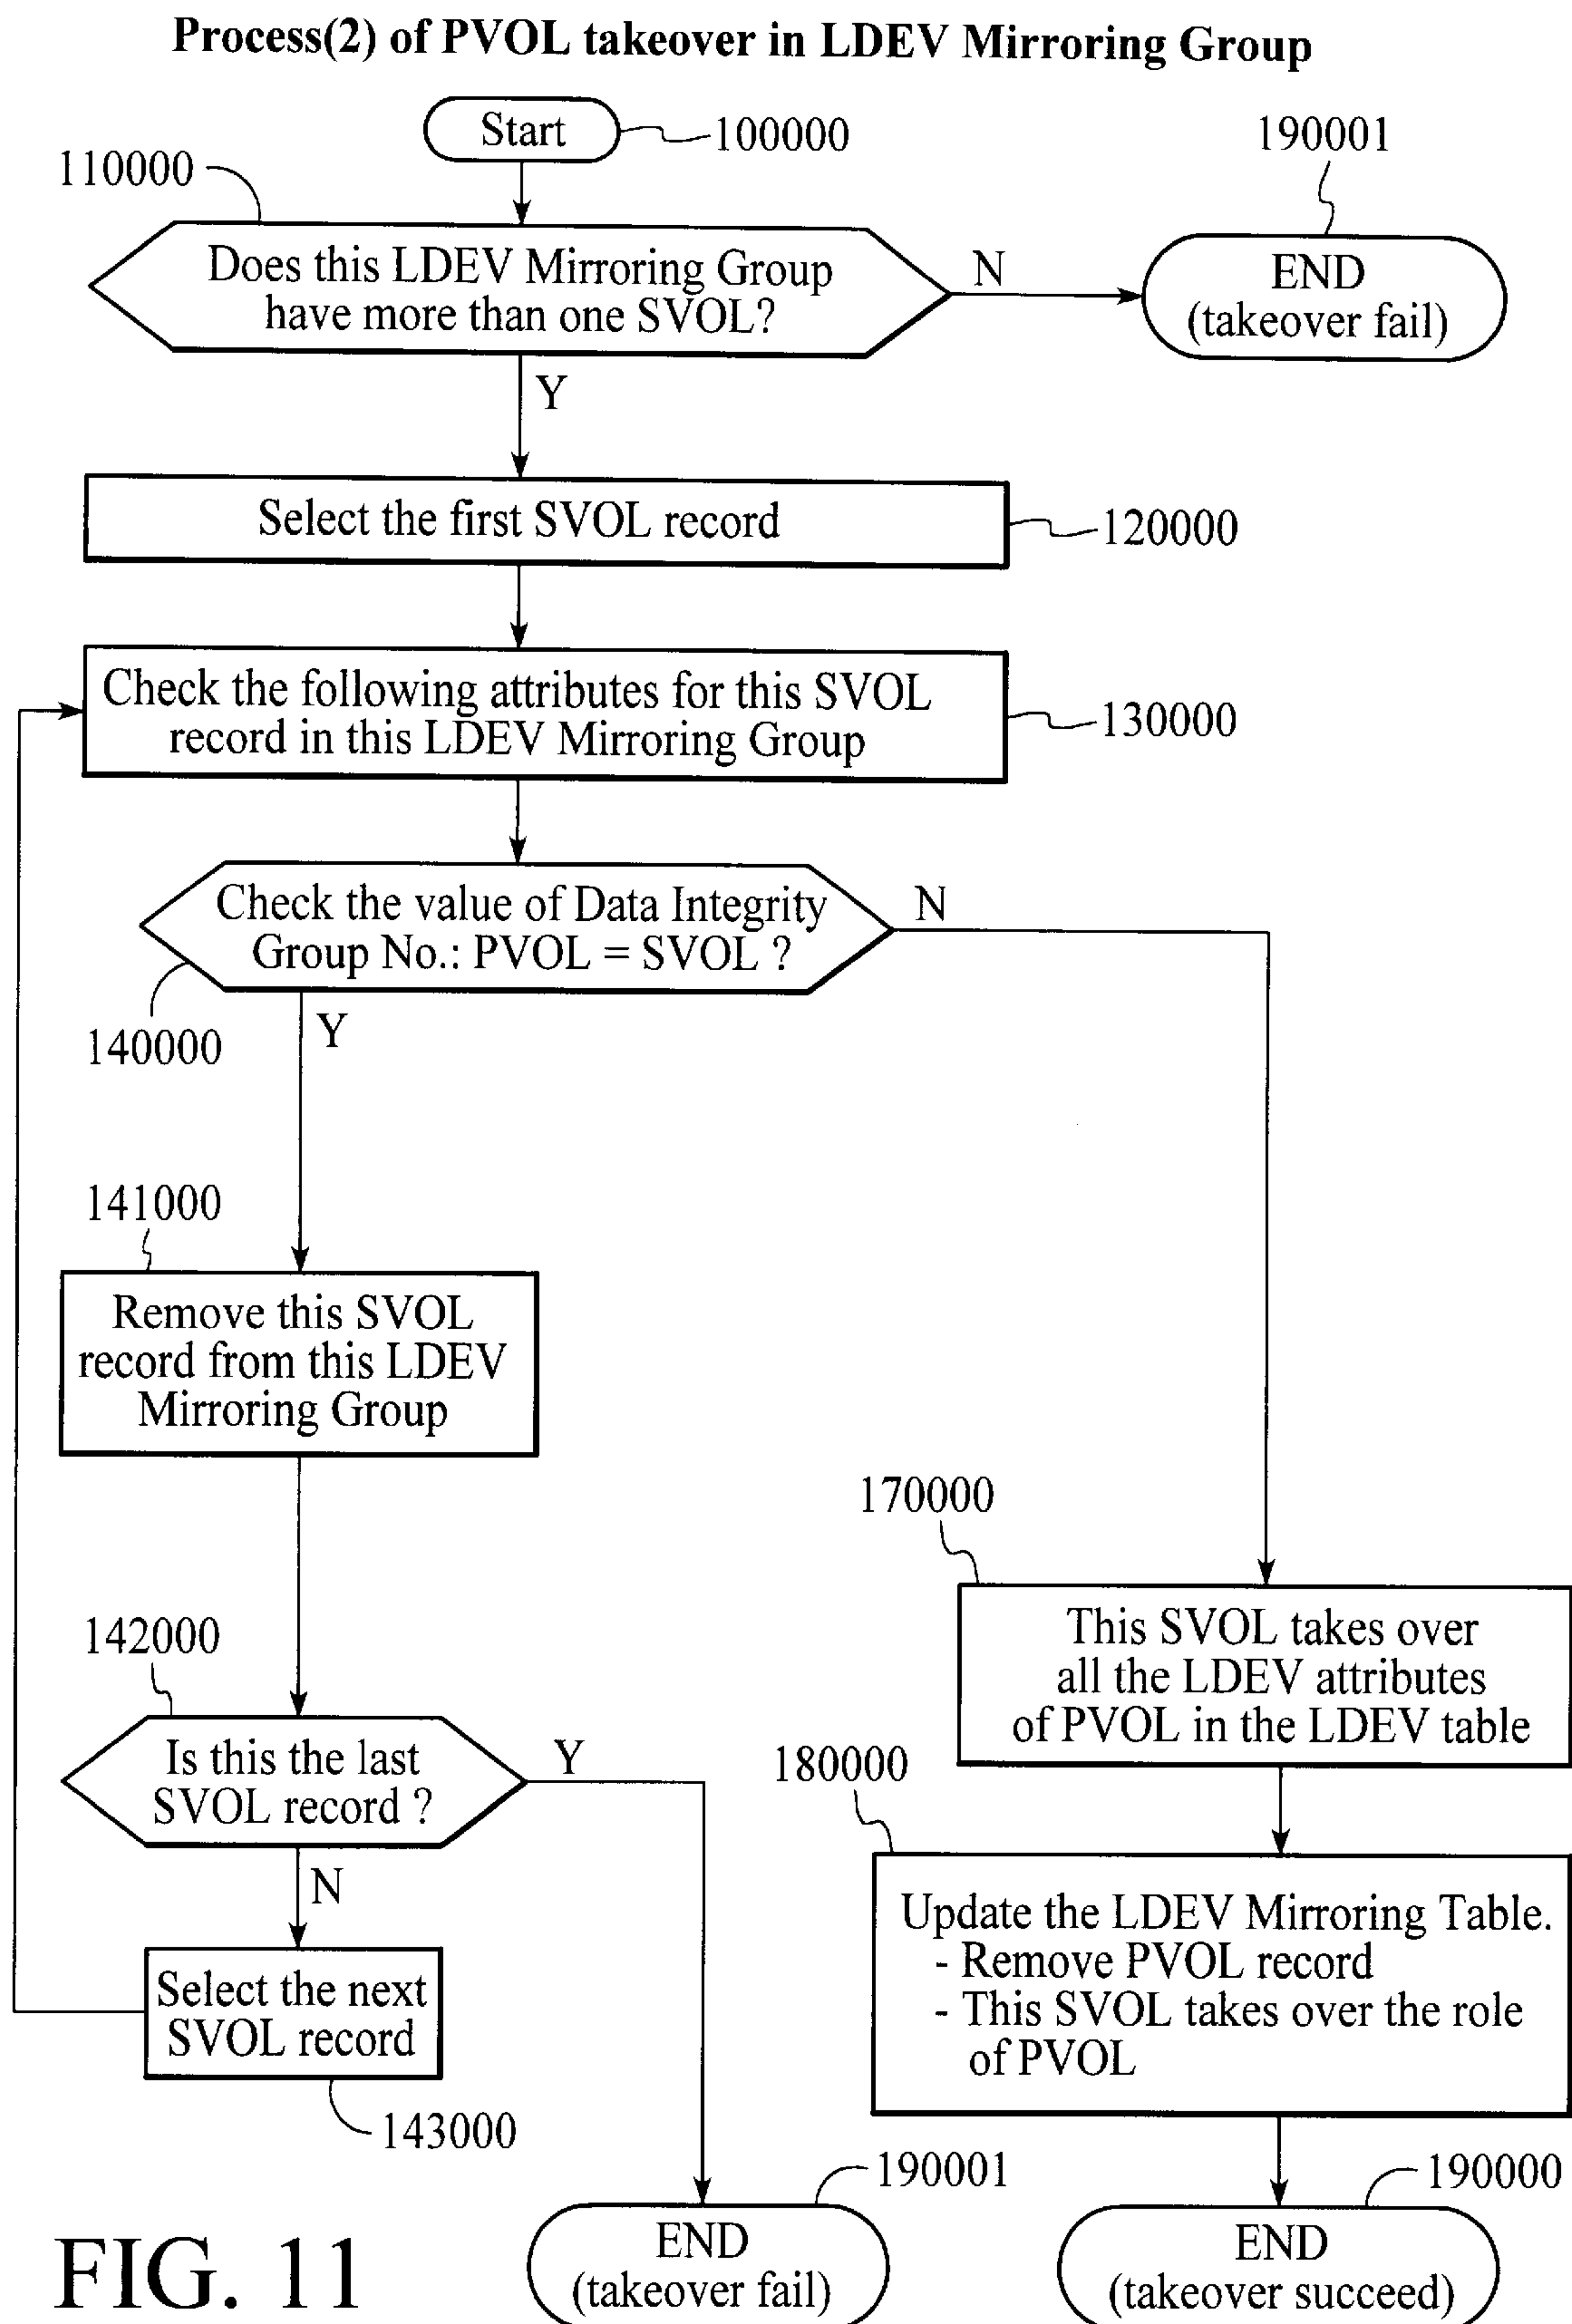 Process(2) of PVOL takeover in LDEV Mirroring Group
Start
100000
190001
110000
Does this LDEV Mirroring Group
have more than one SVOL?
N
END
(takeover fail)
Y
Select the first SVOL record
120000
Check the following attributes for this SVOL
record in this LDEV Mirroring Group
130000
Check the value of Data Integrity
Group No.: PVOL = SVOL ?
N
140000
Y
141000
Remove this SVOL
record from this LDEV
Mirroring Group
170000
This SVOL takes over
all the LDEV attributes
of PVOL in the LDEV table
142000
Is this the last
SVOL record ?
Y
180000
N
Update the LDEV Mirroring Table.
- Remove PVOL record
- This SVOL takes over the role
of PVOL
Select the next
SVOL record
143000
190001
190000
END
(takeover fail)
END
(takeover succeed)
FIG. 11